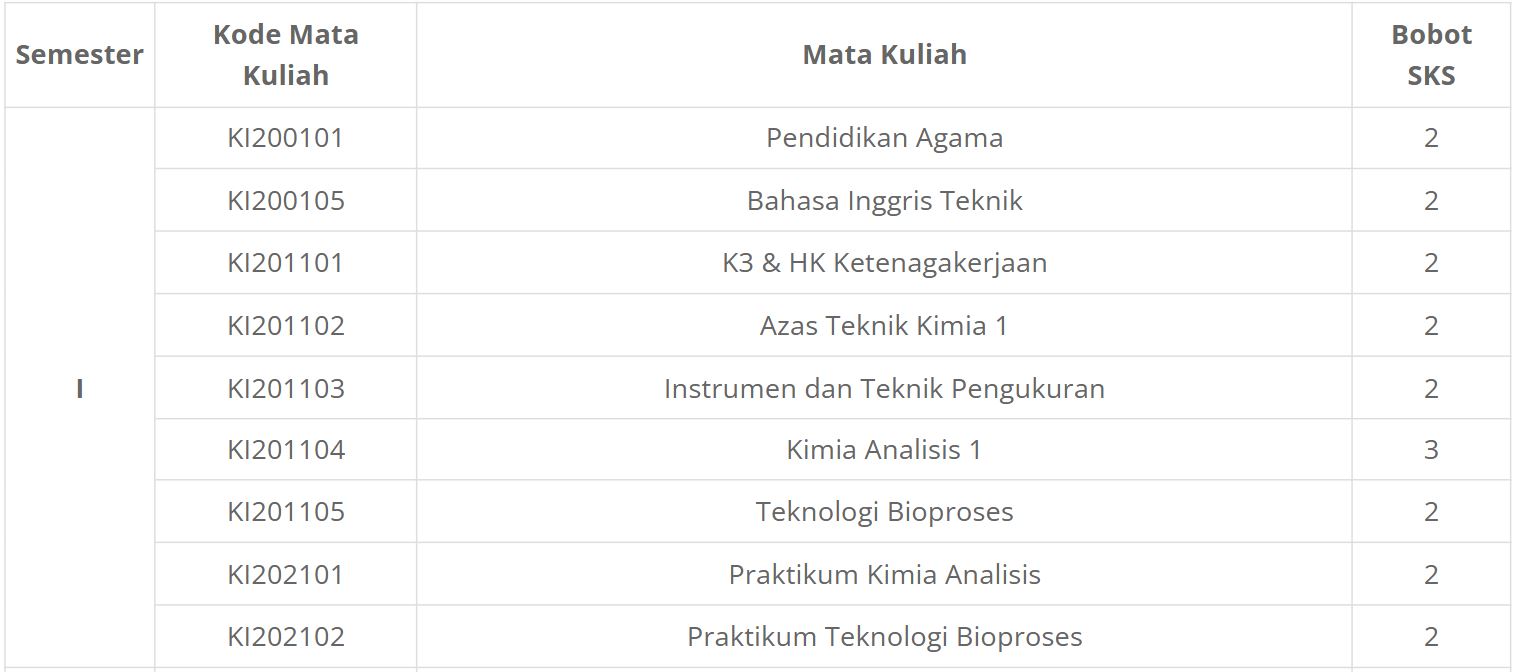 Semester Kode Mata Kuliah Mata Kuliah Bobot SKS
I
KI200101 Pendidikan Agama 2
KI200105 Bahasa Inggris Teknik 2
KI201101 K3 & HK Ketenagakerjaan 2
KI201102 Azas Teknik Kimia 1 2
KI201103 Instrumen dan Teknik Pengukuran 2
KI201104 Kimia Analisis 1 3
KI201105 Teknologi Bioproses 2
KI202101 Praktikum Kimia Analisis 2
KI202102 Praktikum Teknologi Bioproses 2